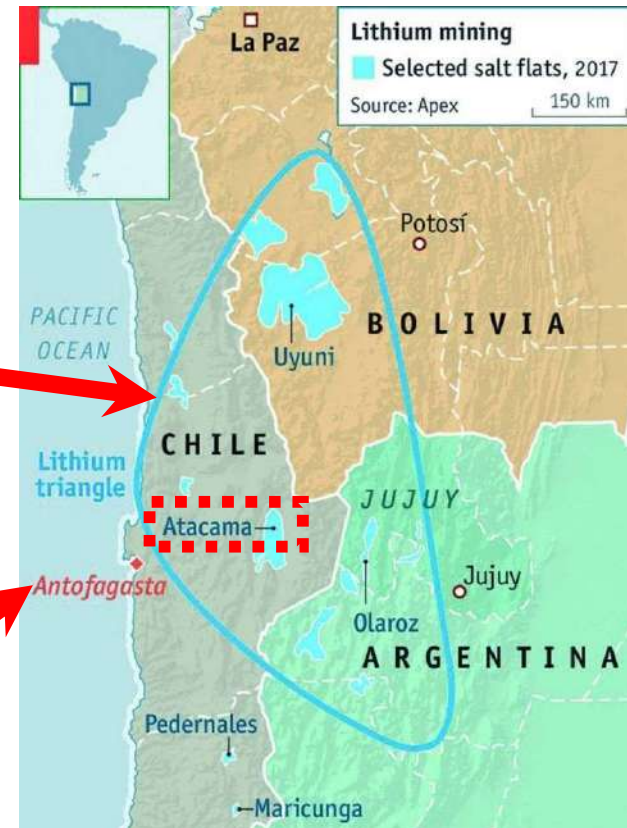 La Paz
Lithium mining
Selected salt flats, 2017
Source: Apex
150 km
Potosí
PACIFIC
OCEAN
BOLIVIA
Uyuni
CHILE
Lithium
triangle
JUJUY
Atacama
Antofagasta
Jujuy
Olaroz
ARGENTINA
Pedernales
Maricunga